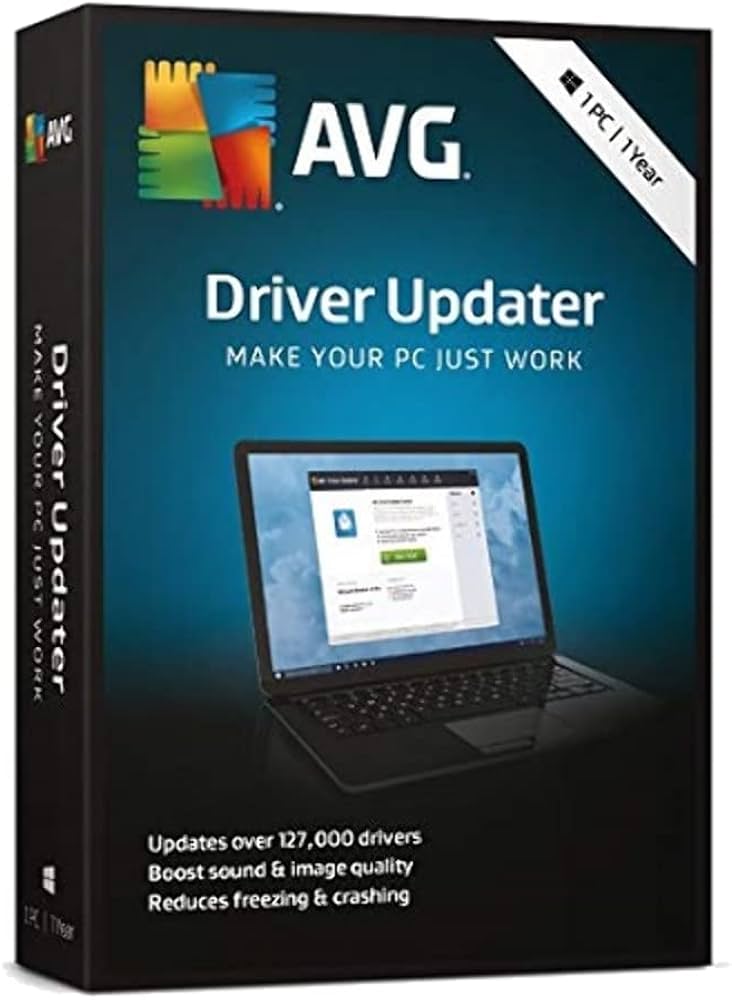 AVG
1 PC | 1 Year
AVG.
Driver Updater
MAKE YOUR PC JUST WORK
Driver Updater
MAKE YOUR PC JUST WORK
Updates over 127,000 drivers
Boost sound & image quality
Reduces freezing & crashing
1 PC | 1 Year